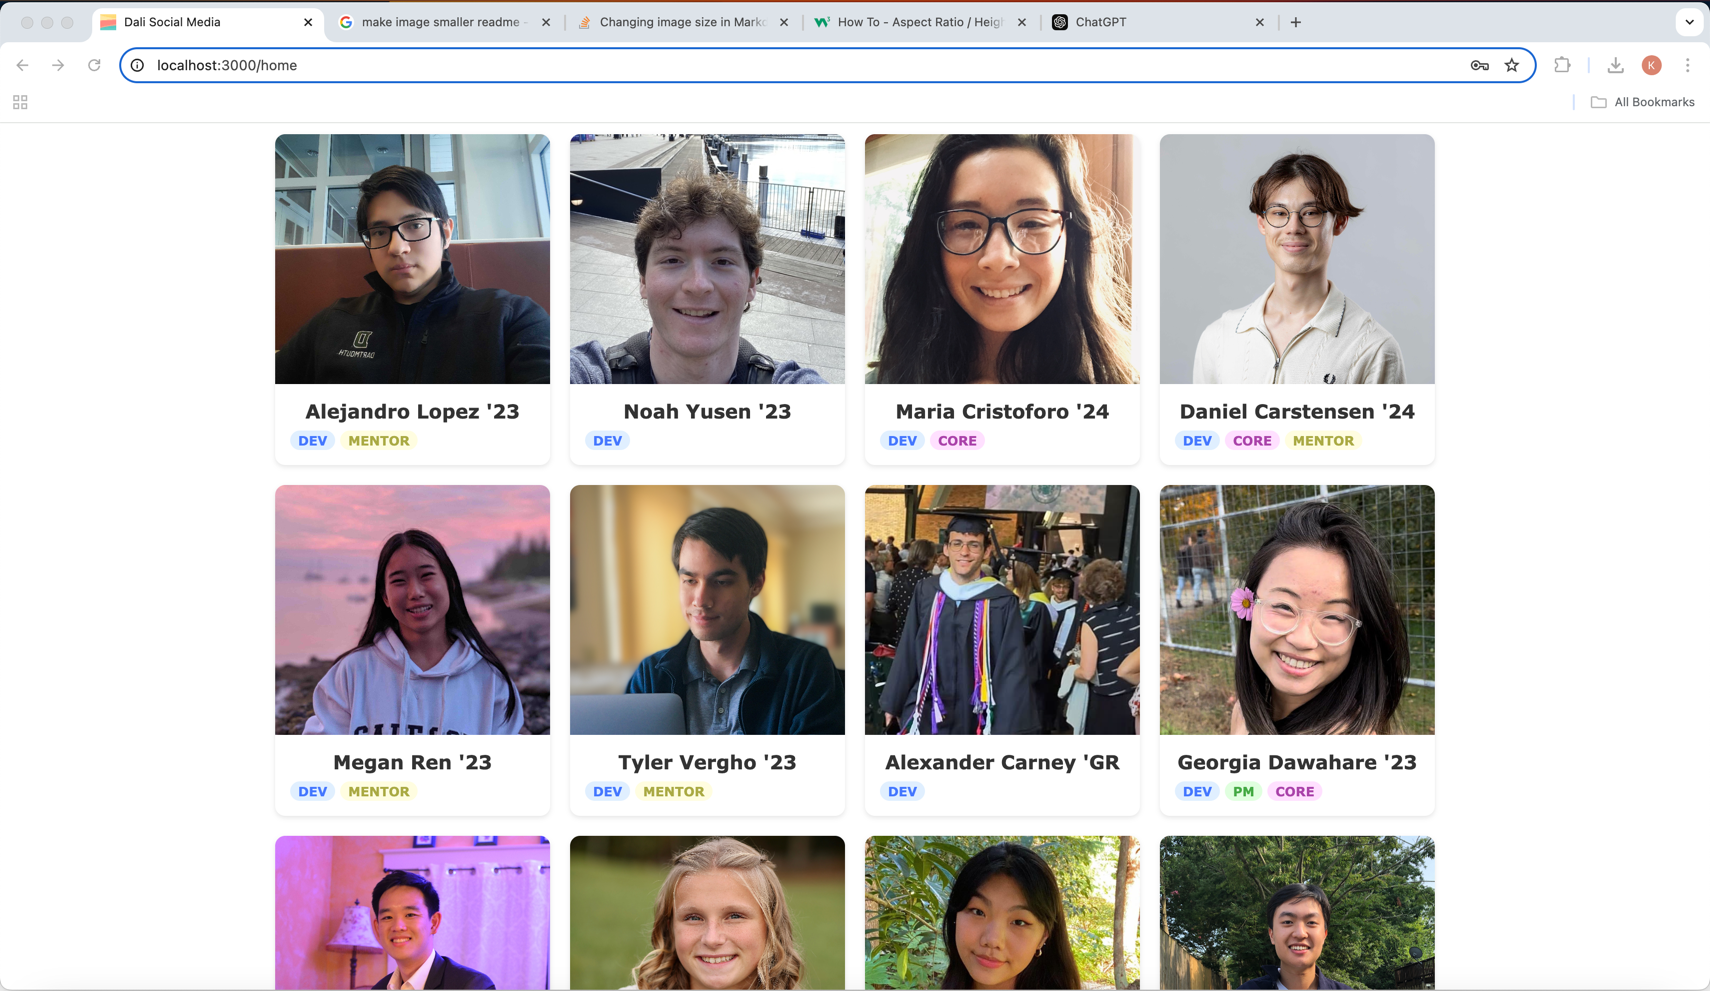 Dali Social Media
make image smaller readme -
Changing image size in Markd
How To - Aspect Ratio / Heigh
ChatGPT
localhost:3000/home
K
All Bookmarks
Alejandro Lopez '23
DEV MENTOR
Noah Yusen '23
DEV
Maria Cristoforo '24
DEV CORE
Daniel Carstensen '24
DEV CORE MENTOR
Megan Ren '23
DEV MENTOR
Tyler Vergho '23
DEV MENTOR
Alexander Carney 'GR
DEV
Georgia Dawahare '23
DEV PM CORE